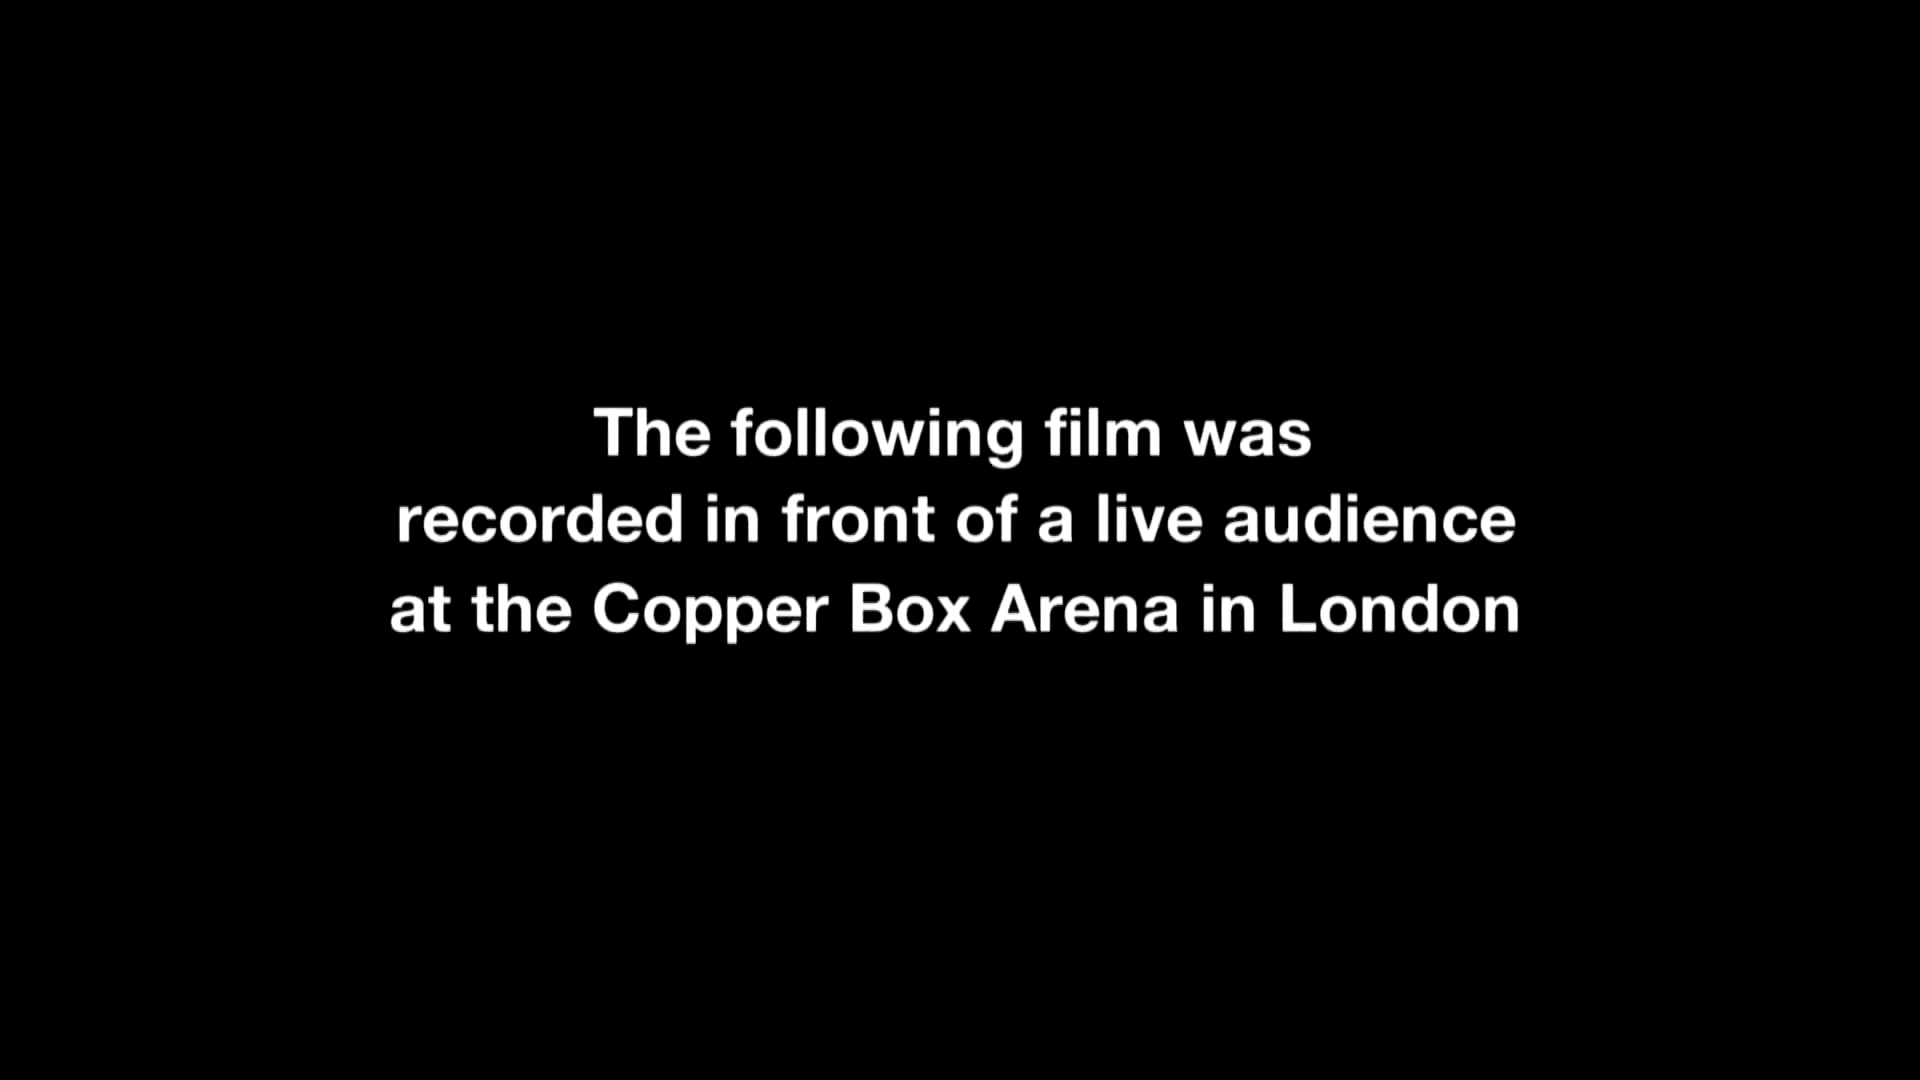 The following film was
recorded in front of a live audience
at the Copper Box Arena in London